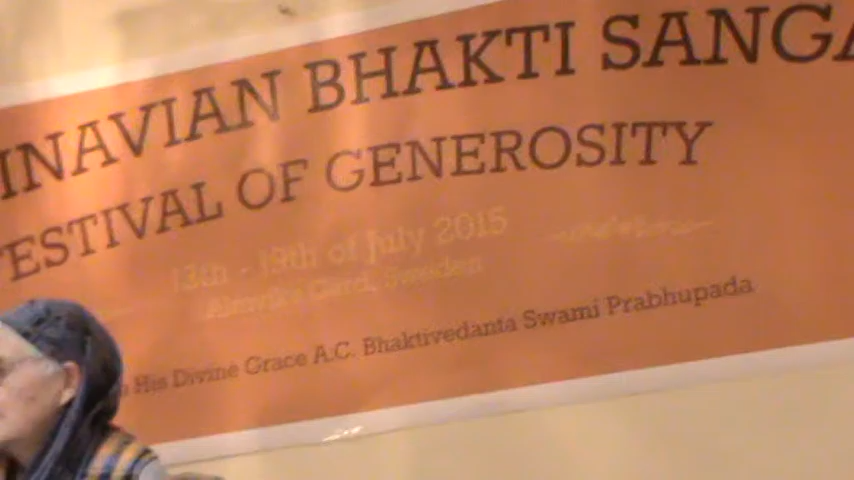 INAVIAN BHAKTI SANGA
ESTIVAL OF GENEROSITY
13th - 19th of July 2015
Sweden
His Divine Grace A.C. Bhaktivedanta Swami Prabhupada